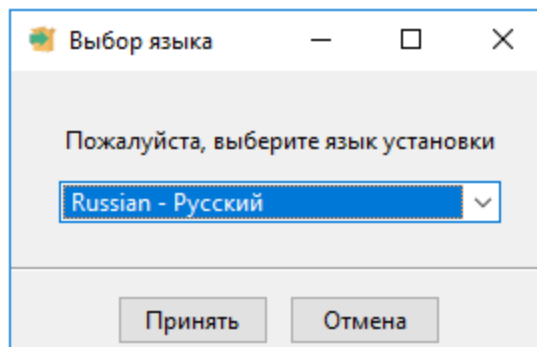 Выбор языка
Пожалуйста, выберите язык установки
Russian - Русский
Принять Отмена